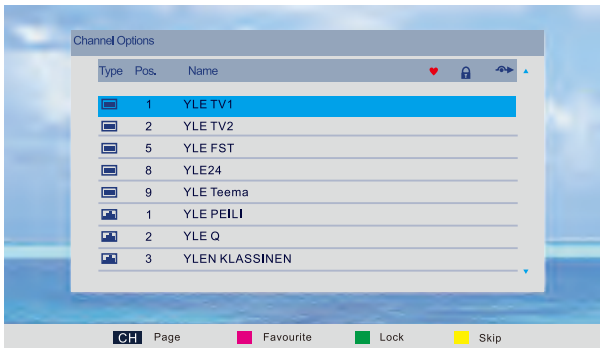 Channel Options
Type Pos. Name
1 YLE TV1
2 YLE TV2
5 YLE FST
8 YLE24
9 YLE Teema
1 YLE PEILI
2 YLE Q
3 YLEN KLASSINEN
CH Page Favourite Lock Skip